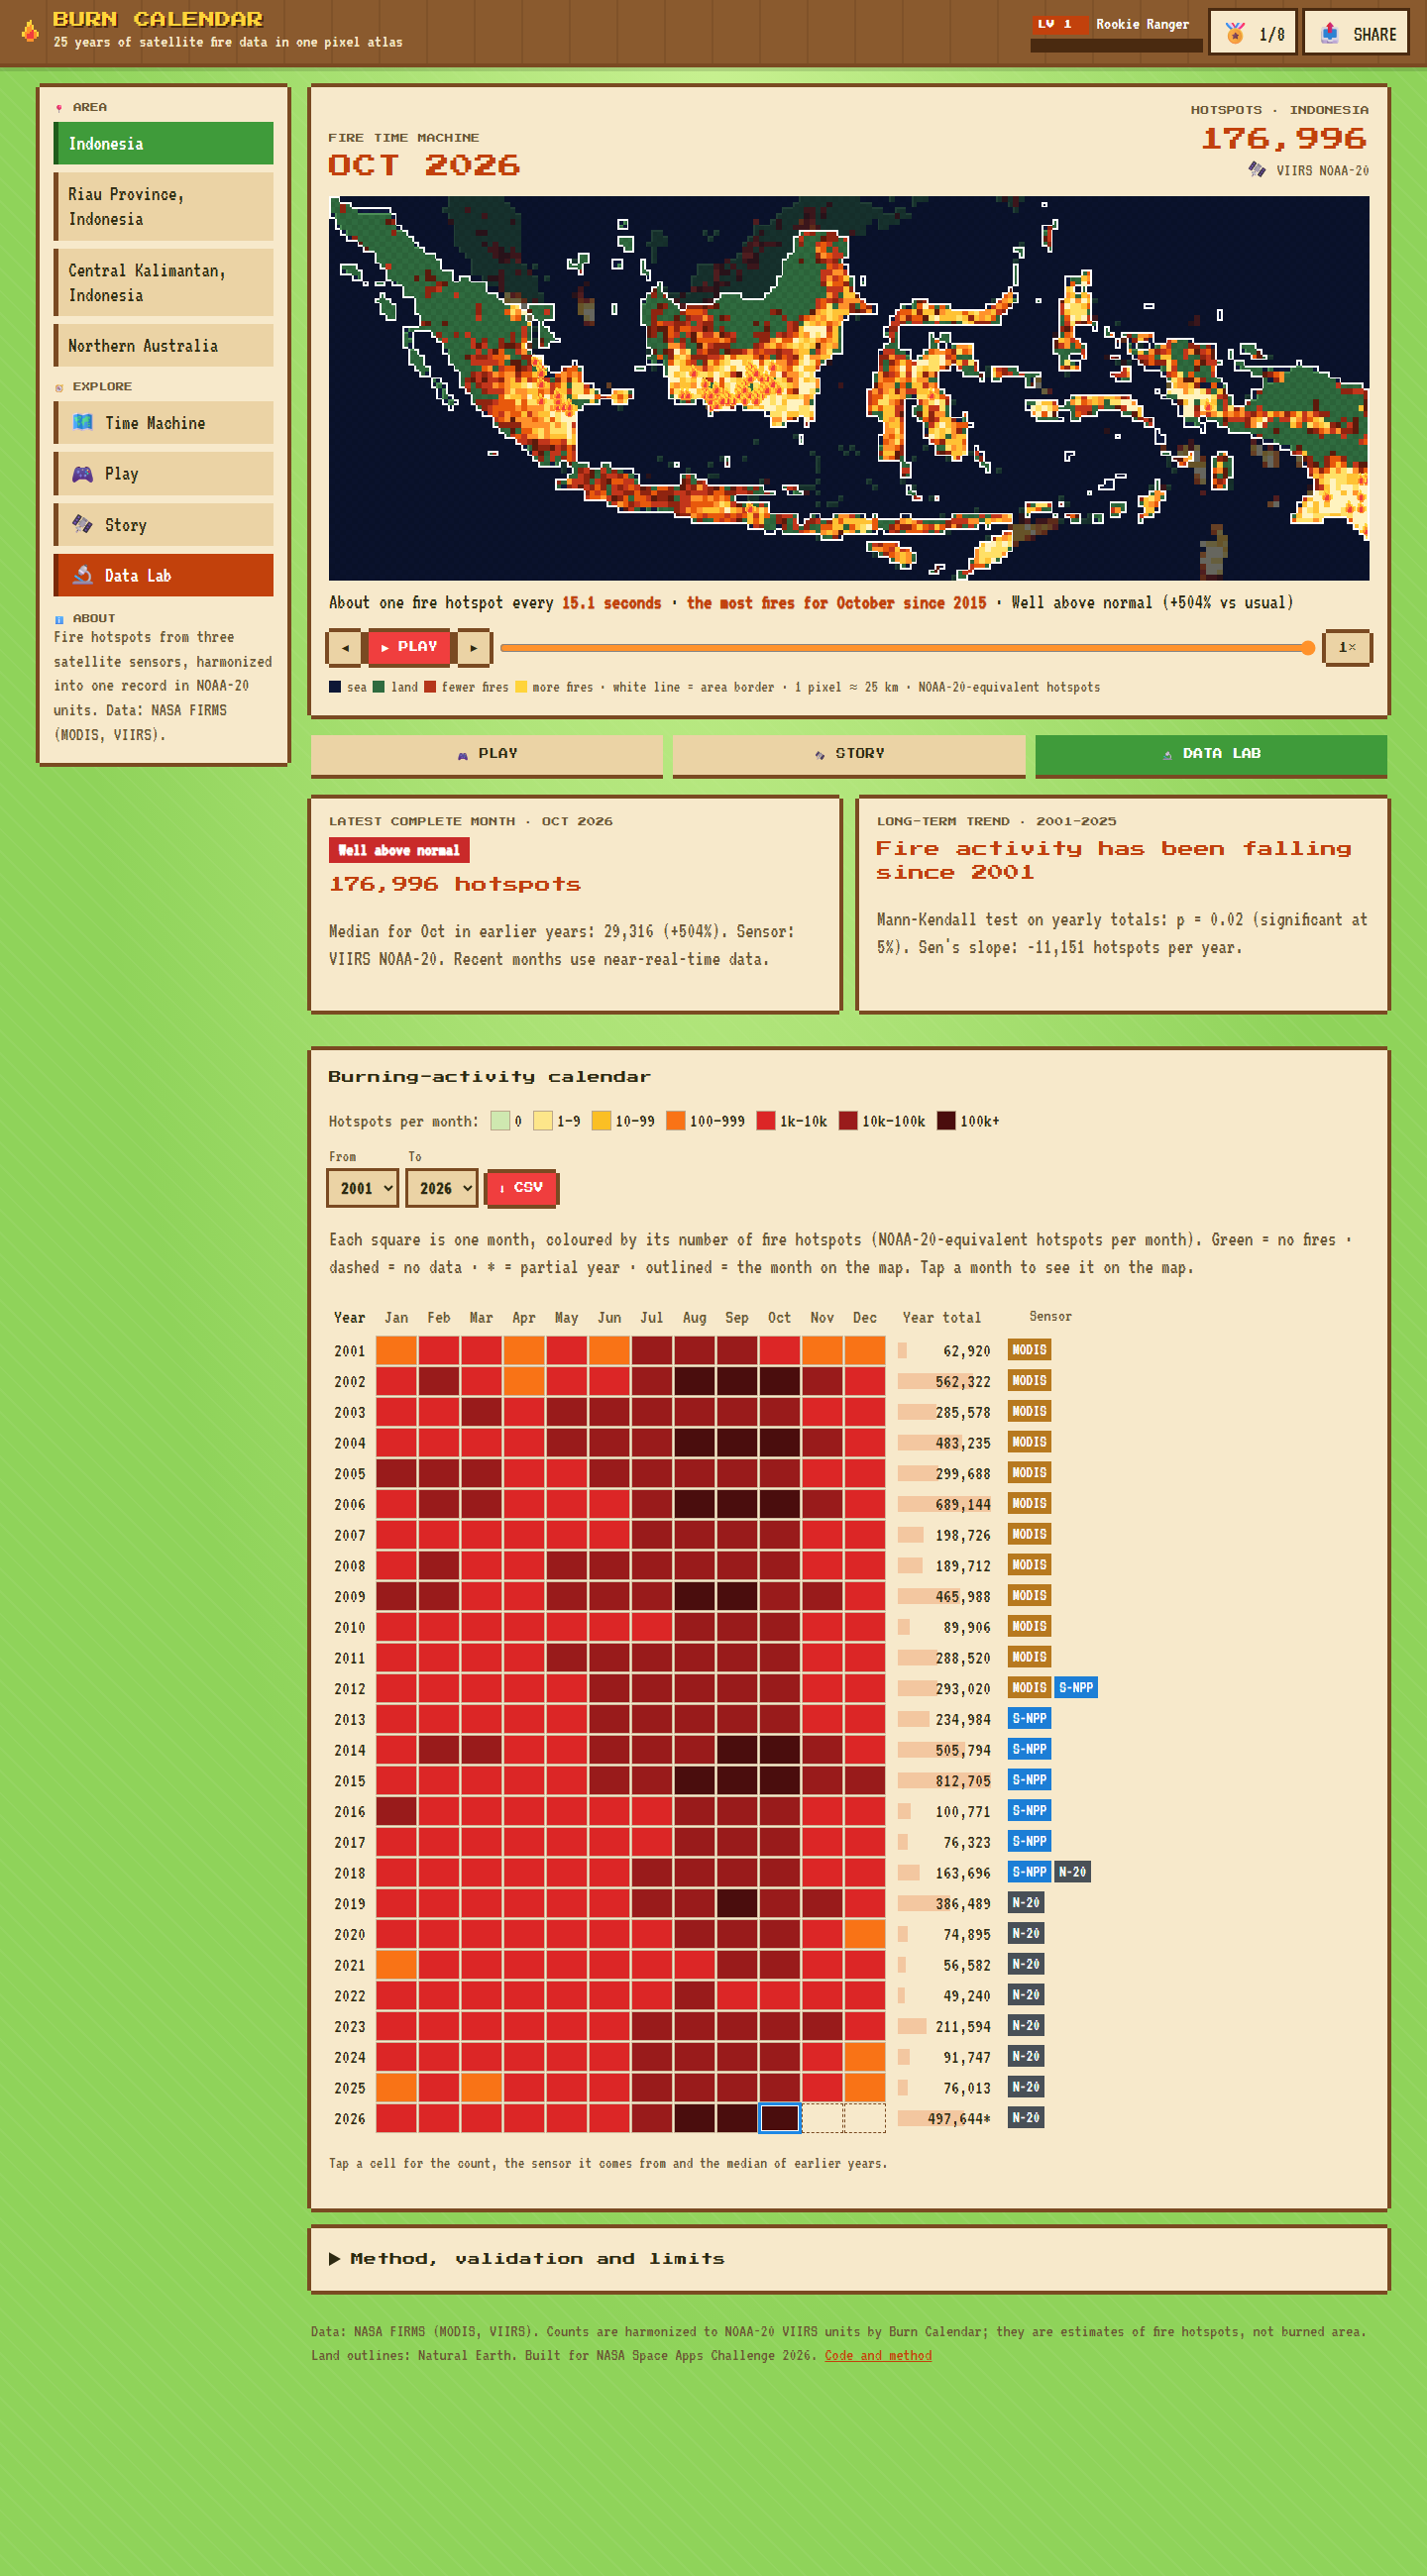 BURN CALENDAR
25 years of satellite fire data in one pixel atlas
LV 1 Rookie Ranger
1/8
SHARE
AREA
Indonesia
Riau Province,
Indonesia
Central Kalimantan,
Indonesia
Northern Australia
EXPLORE
Time Machine
Play
Story
Data Lab
ABOUT
Fire hotspots from three
satellite sensors, harmonized
into one record in NOAA-20
units. Data: NASA FIRMS
(MODIS, VIIRS).
FIRE TIME MACHINE
OCT 2026
HOTSPOTS · INDONESIA
176,996
VIIRS NOAA-20
About one fire hotspot every 15.1 seconds · the most fires for October since 2015 · Well above normal (+504% vs usual)
◄ ► PLAY ► 1×
sea land fewer fires more fires · white line = area border · 1 pixel ≈ 25 km · NOAA-20-equivalent hotspots
PLAY
STORY
DATA LAB
LATEST COMPLETE MONTH · OCT 2026
Well above normal
176,996 hotspots
Median for Oct in earlier years: 29,316 (+504%). Sensor:
VIIRS NOAA-20. Recent months use near-real-time data.
LONG-TERM TREND · 2001-2025
Fire activity has been falling
since 2001
Mann-Kendall test on yearly totals: p = 0.02 (significant at
5%). Sen's slope: -11,151 hotspots per year.
Burning-activity calendar
Hotspots per month: 0 1-9 10-99 100-999 1k-10k 10k-100k 100k+
From To
2001 2026 ↓ CSV
Each square is one month, coloured by its number of fire hotspots (NOAA-20-equivalent hotspots per month). Green = no fires ·
dashed = no data · * = partial year · outlined = the month on the map. Tap a month to see it on the map.
Year Jan Feb Mar Apr May Jun Jul Aug Sep Oct Nov Dec Year total Sensor
2001 62,920 MODIS
2002 562,322 MODIS
2003 285,578 MODIS
2004 483,235 MODIS
2005 299,688 MODIS
2006 689,144 MODIS
2007 198,726 MODIS
2008 189,712 MODIS
2009 465,988 MODIS
2010 89,906 MODIS
2011 288,520 MODIS
2012 293,020 MODIS S-NPP
2013 234,984 S-NPP
2014 505,794 S-NPP
2015 812,705 S-NPP
2016 100,771 S-NPP
2017 76,323 S-NPP
2018 163,696 S-NPP N-20
2019 386,489 N-20
2020 74,895 N-20
2021 56,582 N-20
2022 49,240 N-20
2023 211,594 N-20
2024 91,747 N-20
2025 76,013 N-20
2026 497,644* N-20
Tap a cell for the count, the sensor it comes from and the median of earlier years.
► Method, validation and limits
Data: NASA FIRMS (MODIS, VIIRS). Counts are harmonized to NOAA-20 VIIRS units by Burn Calendar; they are estimates of fire hotspots, not burned area.
Land outlines: Natural Earth. Built for NASA Space Apps Challenge 2026. Code and method